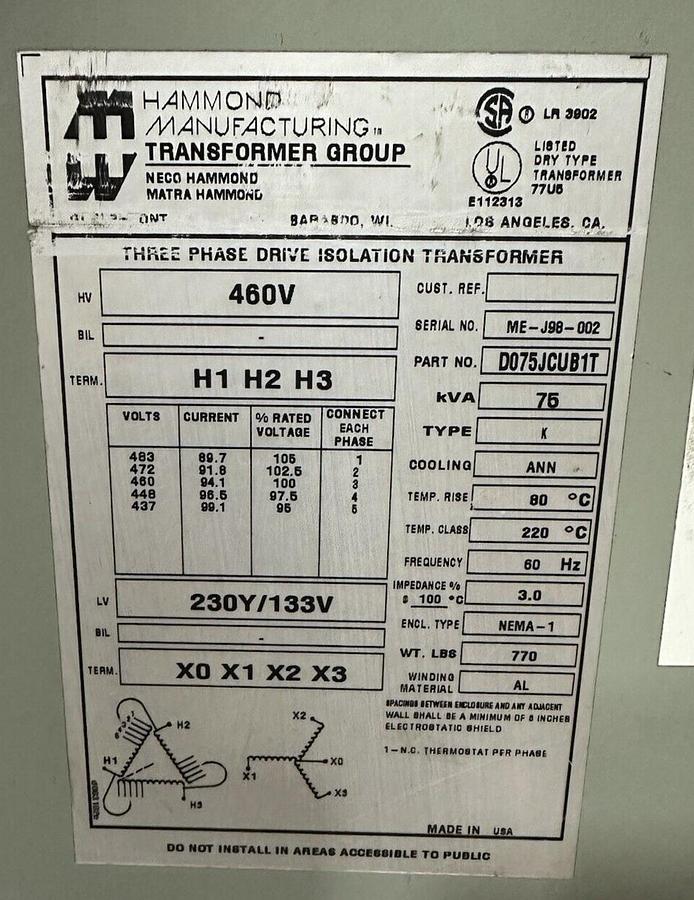 HAMMOND
MANUFACTURING TM
TRANSFORMER GROUP
NECO HAMMOND
MATRA HAMMOND
ONT
BARABOO, WI.
LOS ANGELES, CA.
SA ® LR 3902
UL
LISTED
DRY TYPE
TRANSFORMER
77U5
E112313
THREE PHASE DRIVE ISOLATION TRANSFORMER
HV 460V
BIL -
TERM. H1 H2 H3
VOLTS CURRENT % RATED VOLTAGE CONNECT EACH PHASE
483 89.7 105 1
472 91.8 102.5 2
460 94.1 100 3
448 96.5 97.5 4
437 99.1 95 5
LV 230Y/133V
BIL -
TERM. X0 X1 X2 X3
CUST. REF.
SERIAL NO. ME-J98-002
PART NO. D075JCUB1T
kVA 75
TYPE K
COOLING ANN
TEMP. RISE 80 °C
TEMP. CLASS 220 °C
FREQUENCY 60 Hz
IMPEDANCE % 3.0
100 °C
ENCL. TYPE NEMA-1
WT. LBS 770
WINDING MATERIAL AL
SPACINGS BETWEEN ENCLOSURE AND ANY ADJACENT
WALL SHALL BE A MINIMUM OF 6 INCHES
ELECTROSTATIC SHIELD
1-N.C. THERMOSTAT PER PHASE
H2
H1
H3
X2
X0
X1
X3
MADE IN USA
DO NOT INSTALL IN AREAS ACCESSIBLE TO PUBLIC